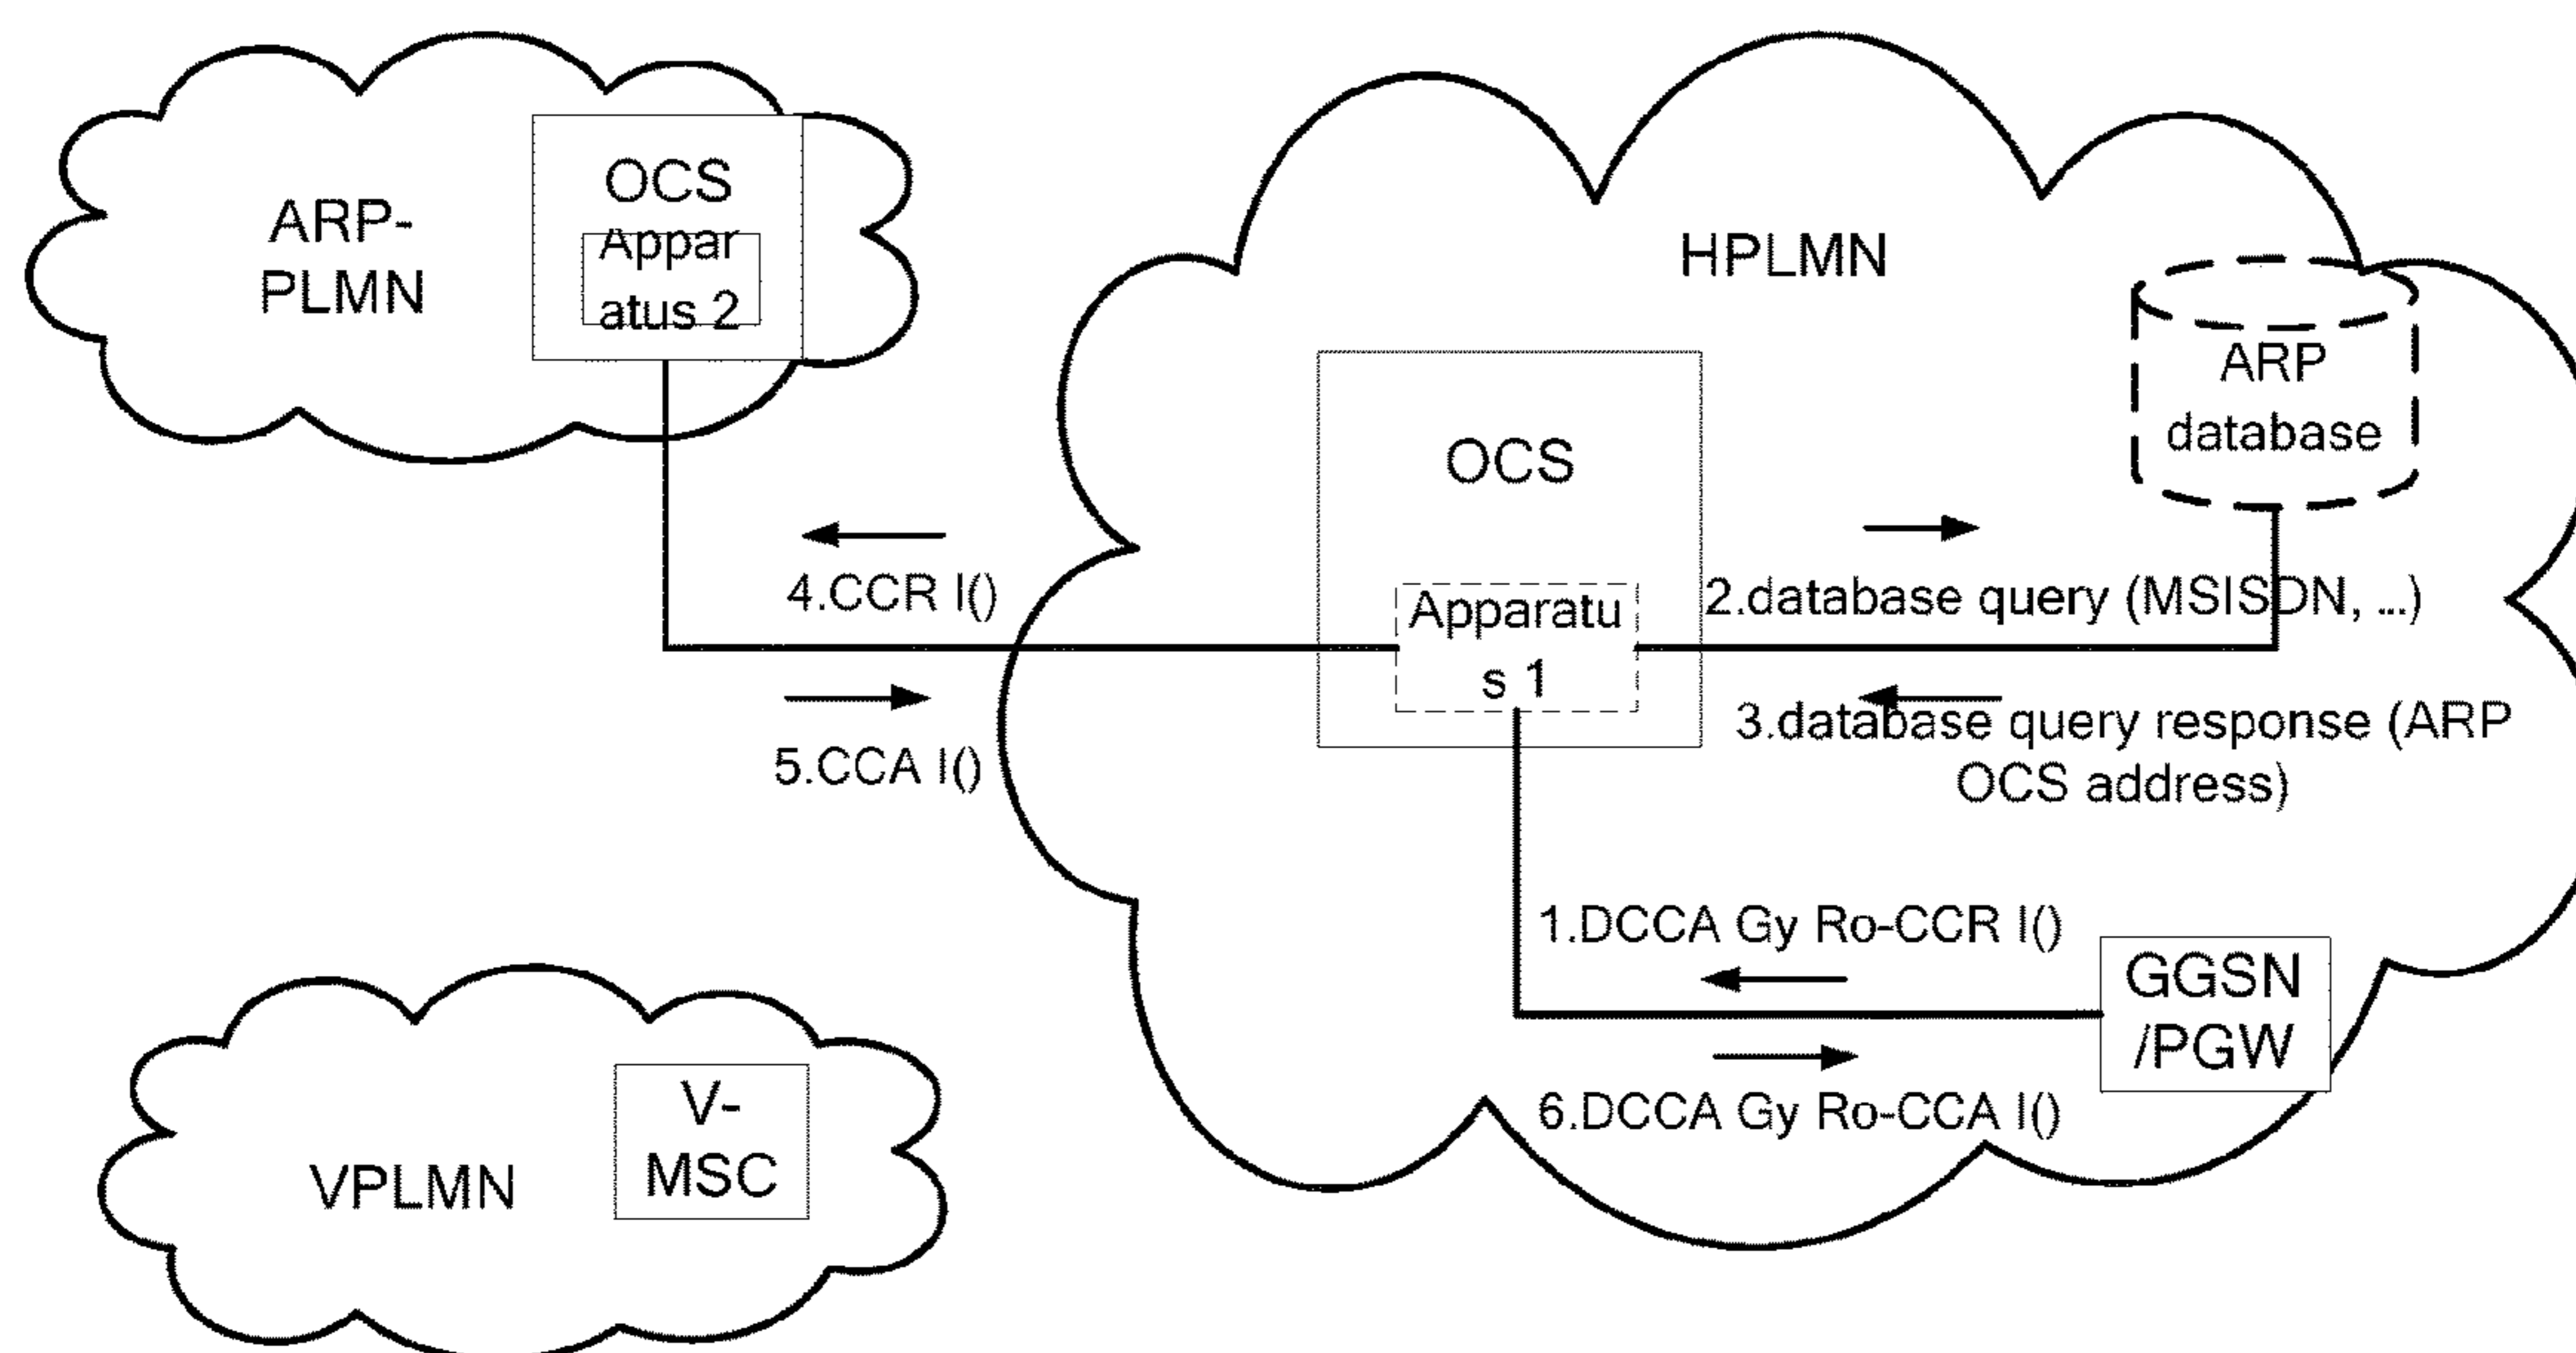 ARP-
PLMN
OCS
Appar
atus 2
HPLMN
ARP
database
OCS
Apparatu
s 1
2.database query (MSISDN, ...)
3.database query response (ARP
OCS address)
4.CCR I()
5.CCA I()
1.DCCA Gy Ro-CCR I()
6.DCCA Gy Ro-CCA I()
GGSN
/PGW
VPLMN
V-
MSC